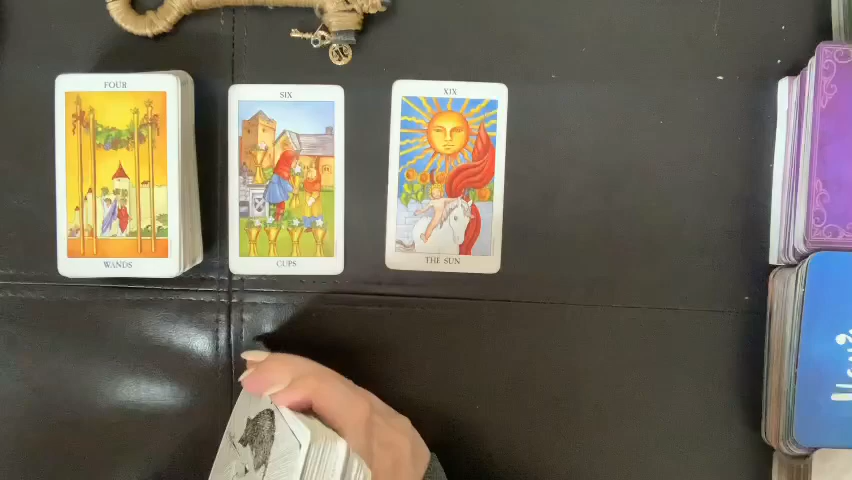 FOUR
WANDS
SIX
CUPS
XIX
THE SUN